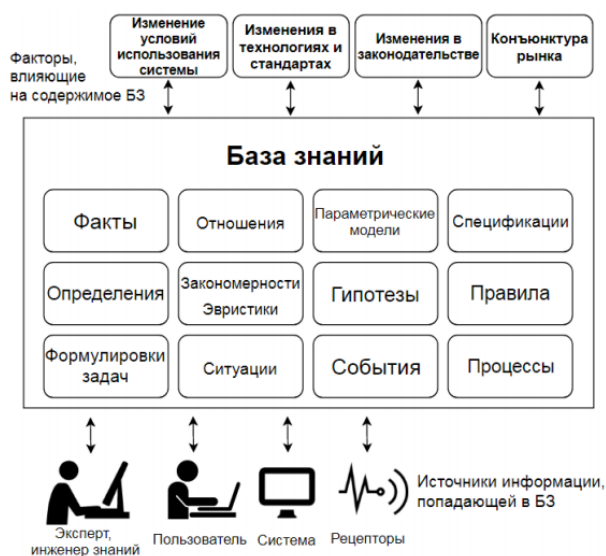 Изменение
условий
использования
системы
Изменения в
технологиях и
стандартах
Изменения в
законодательстве
Конъюнктура
рынка
Факторы,
влияющие
на содержимое БЗ
База знаний
Факты
Отношения
Параметрические
модели
Спецификации
Определения
Закономерности
Эвристики
Гипотезы
Правила
Формулировки
задач
Ситуации
События
Процессы
Эксперт,
инженер знаний
Пользователь
Система
Рецепторы
Источники информации,
попадающей в БЗ